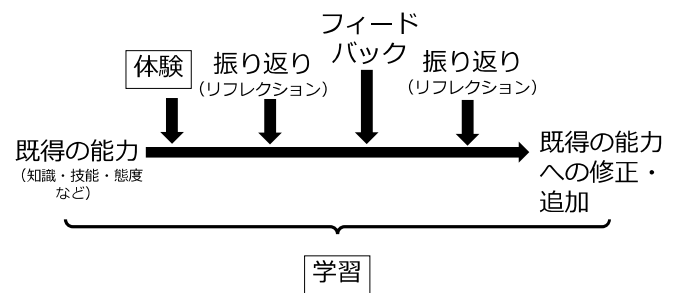 体験
振り返り
（リフレクション）
フィード
バック
振り返り
（リフレクション）
既得の能力
（知識・技能・態度
など）
既得の能力
への修正・
追加
学習